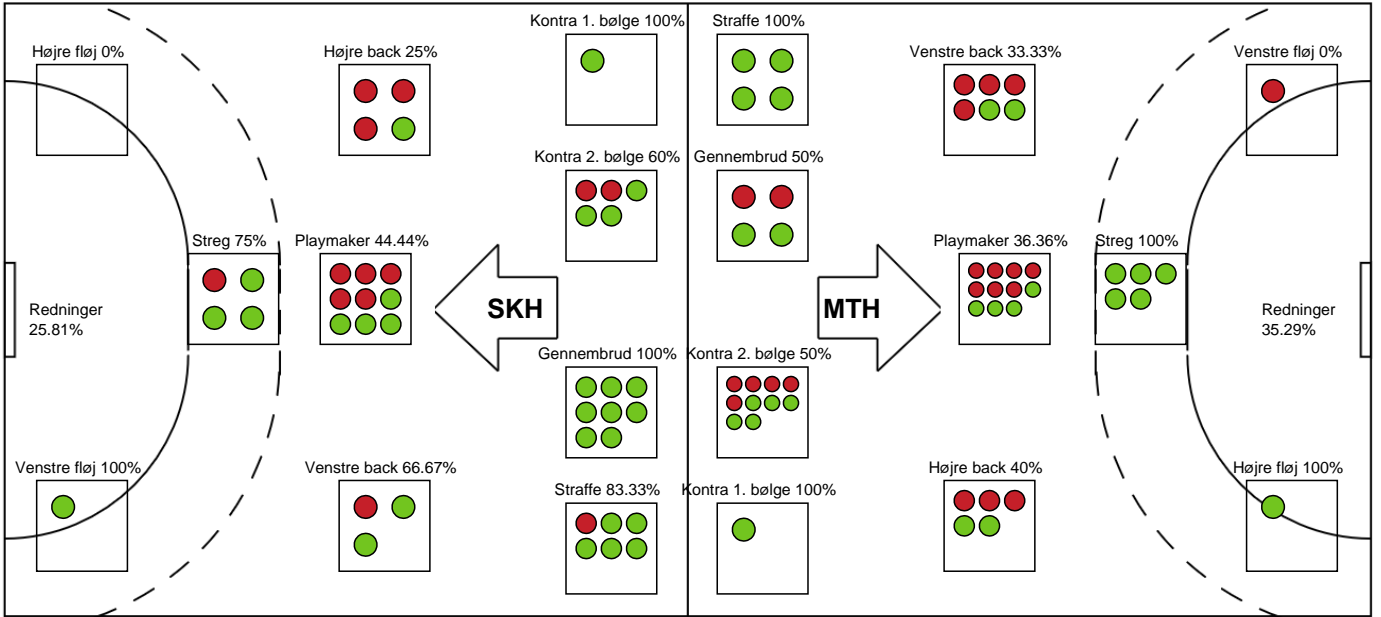 Kontra 1. bølge 100%
Straffe 100%
Højre fløj 0%
Højre back 25%
Venstre back 33.33%
Venstre fløj 0%
Kontra 2. bølge 60%
Gennembrud 50%
Streg 75%
Playmaker 44.44%
Playmaker 36.36%
Streg 100%
Redninger
25.81%
SKH
MTH
Redninger
35.29%
Gennembrud 100%
Kontra 2. bølge 50%
Venstre fløj 100%
Venstre back 66.67%
Straffe 83.33%
Kontra 1. bølge 100%
Højre back 40%
Højre fløj 100%